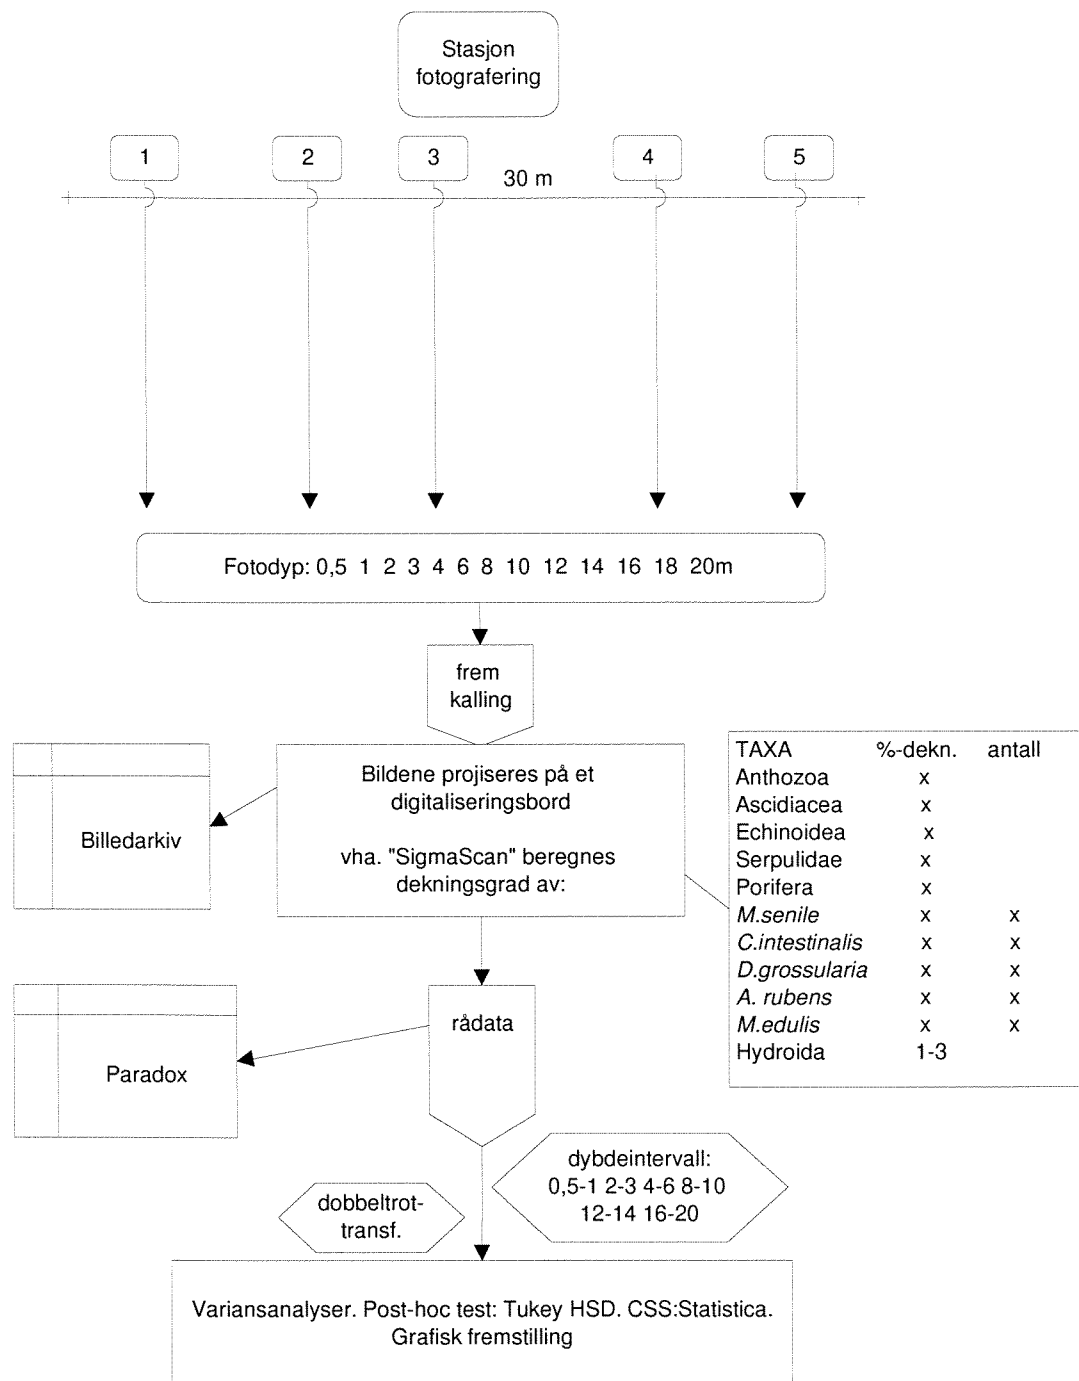 Stasjon
fotografering
1 2 3 4 5
30 m
Fotodyp: 0,5 1 2 3 4 6 8 10 12 14 16 18 20m
frem
kalling
Bildene projiseres på et
digitaliseringsbord
vha. "SigmaScan" beregnes
dekningsgrad av:
Billedarkiv
TAXA %-dekn. antall
Anthozoa x
Ascidiacea x
Echinoidea x
Serpulidae x
Porifera x
M.senile x x
C.intestinalis x x
D.grossularia x x
A. rubens x x
M.edulis x x
Hydroida 1-3
rådata
Paradox
dybdeintervall:
0,5-1 2-3 4-6 8-10
12-14 16-20
dobbeltrot-
transf.
Variansanalyser. Post-hoc test: Tukey HSD. CSS:Statistica.
Grafisk fremstilling